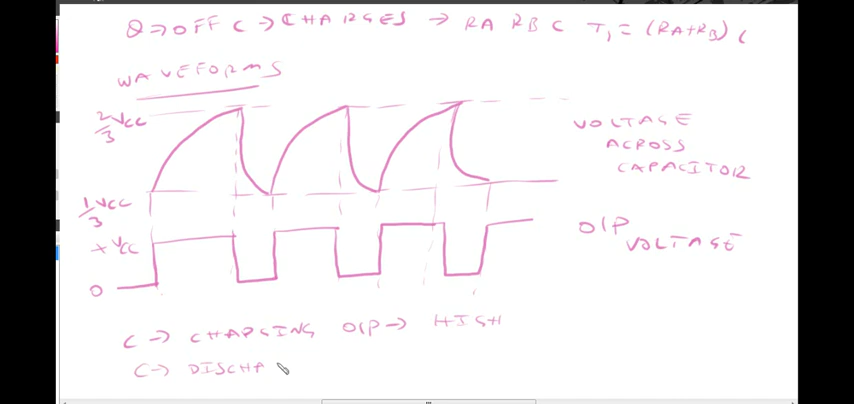 Q → OFF C → CHARGES → RA RB C T1 = (RA+RB) C
WAVEFORMS
2/3 VCC
VOLTAGE
ACROSS
CAPACITOR
1/3 VCC
O/P
VOLTAGE
+ VCC
0
C → CHARGING O/P → HIGH
C → DISCHA